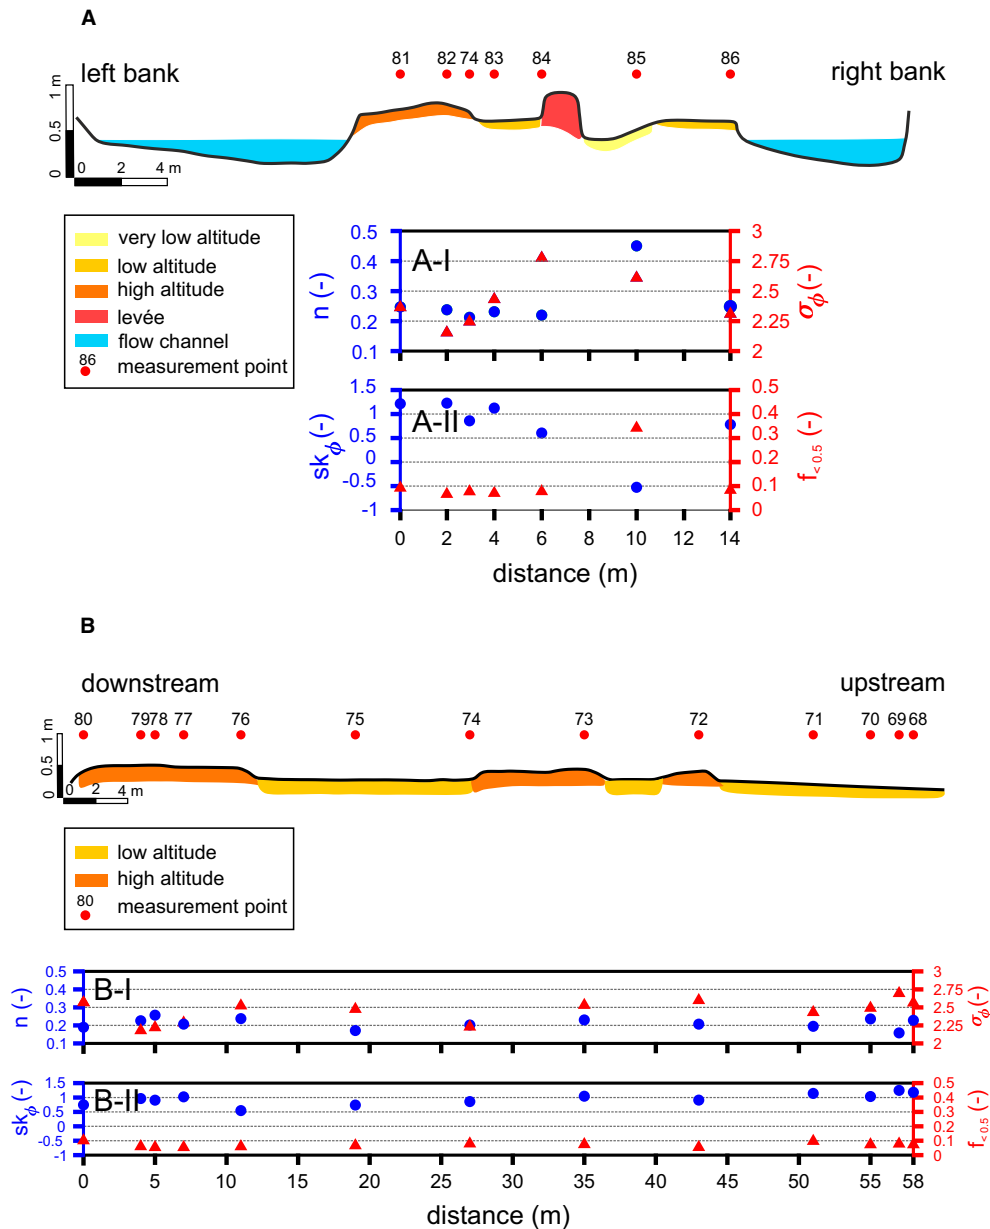 A
81 82 74 83 84 85 86
left bank
right bank
1 m
0.5
0
0 2 4 m
very low altitude
low altitude
high altitude
levée
flow channel
86 measurement point
A-I
n (-)
0.5
0.4
0.3
0.2
0.1
σϕ(-)
3
2.75
2.5
2.25
2
A-II
skϕ(-)
1.5
1
0.5
0
-0.5
-1
f<0.5 (-)
0.5
0.4
0.3
0.2
0.1
0
0 2 4 6 8 10 12 14
distance (m)
B
downstream
upstream
80 79 78 77 76 75 74 73 72 71 70 69 68
1 m
0.5
0
0 2 4 m
low altitude
high altitude
80 measurement point
B-I
n (-)
0.5
0.4
0.3
0.2
0.1
σϕ(-)
3
2.75
2.5
2.25
2
B-II
skϕ(-)
1.5
1
0.5
0
-0.5
-1
f<0.5 (-)
0.5
0.4
0.3
0.2
0.1
0
0 5 10 15 20 25 30 35 40 45 50 55 58
distance (m)